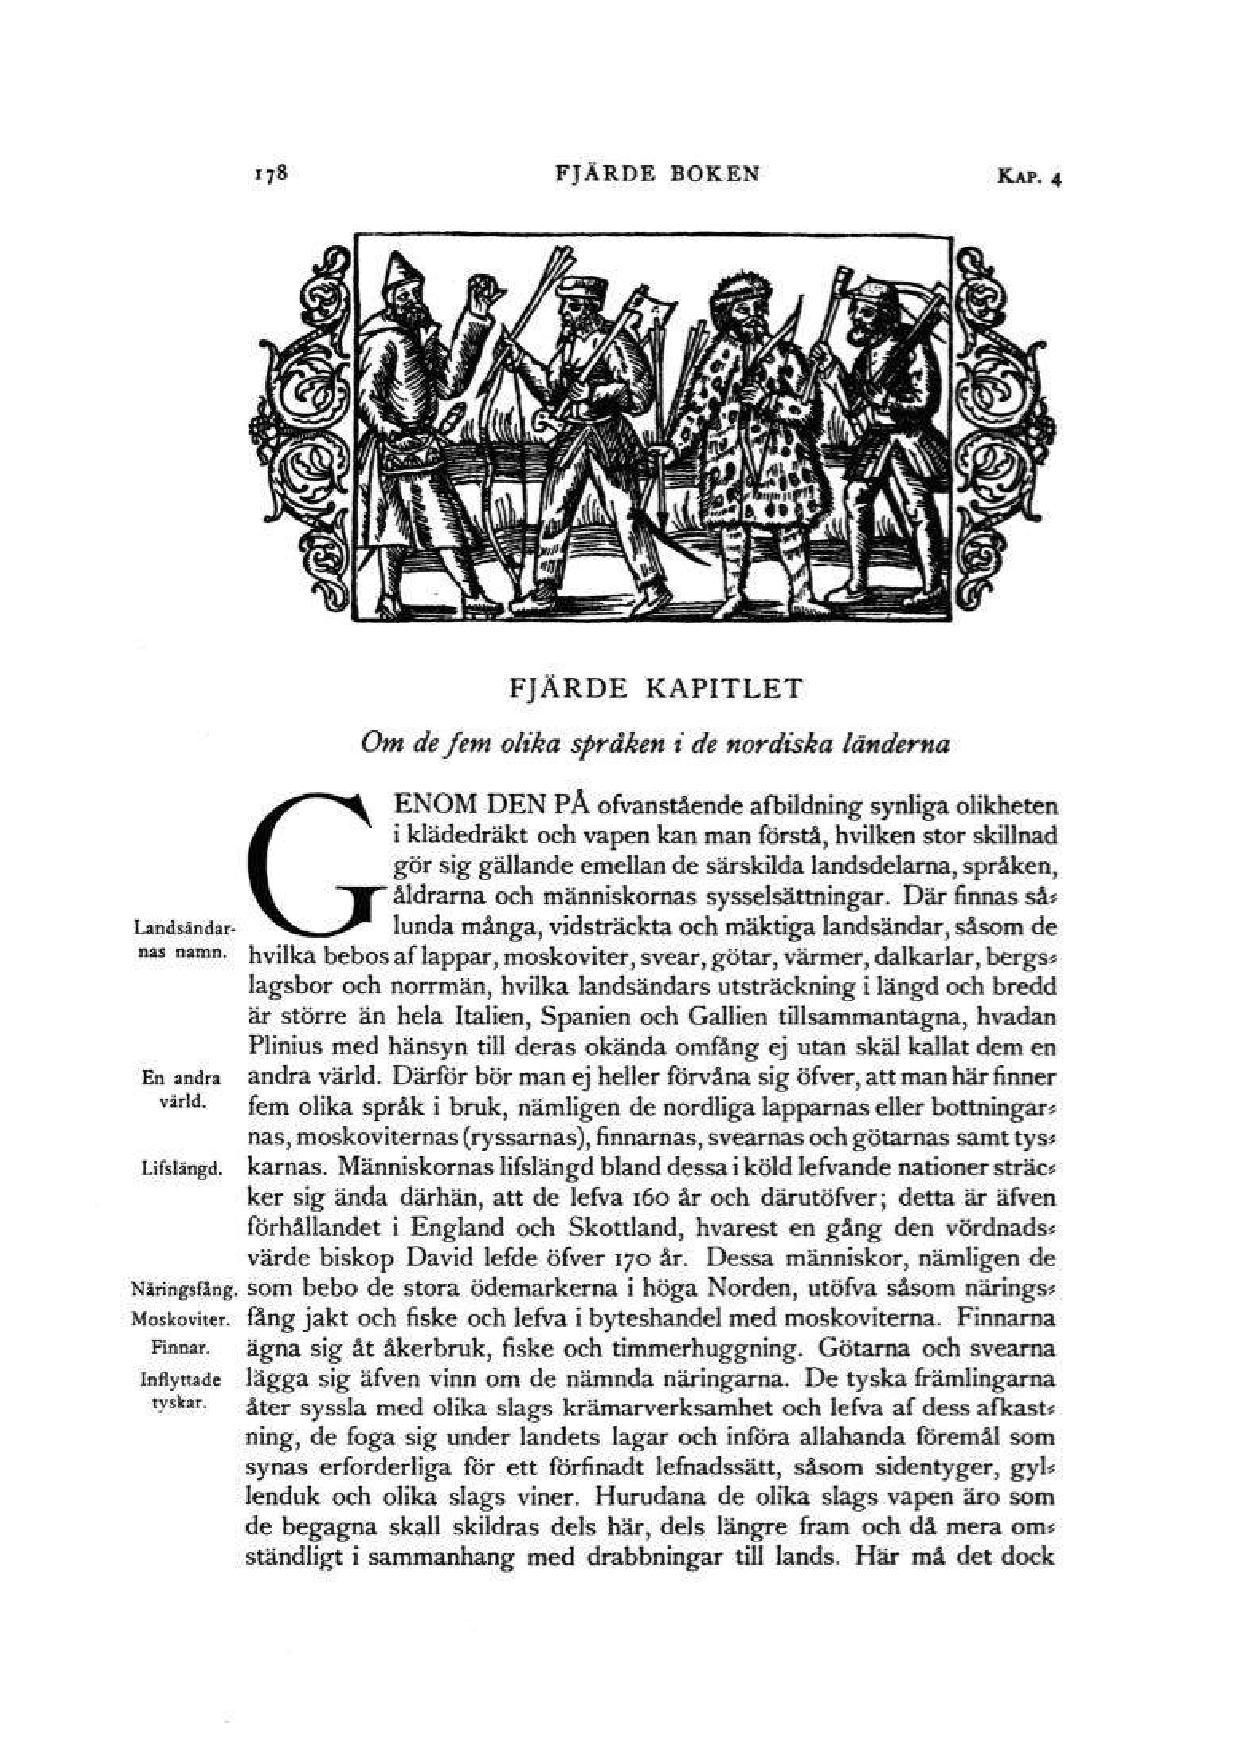 178 FJÄRDE BOKEN KAP. 4
FJÄRDE KAPITLET
Om de fem olika språken i de nordiska länderna
GENOM DEN PÅ ofvanstående afbildning synliga olikheten
i klädedräkt och vapen kan man förstå, hvilken stor skillnad
gör sig gällande emellan de särskilda landsdelarna, språken,
åldrarna och människornas sysselsättningar. Där finnas så⸗
Landsändar-
lunda många, vidsträckta och mäktiga landsändar, såsom de
nas namn.
hvilka bebos af lappar, moskoviter, svear, götar, värmer, dalkarlar, bergs⸗
lagsbor och norrmän, hvilka landsändars utsträckning i längd och bredd
är större än hela Italien, Spanien och Gallien tillsammantagna, hvadan
Plinius med hänsyn till deras okända omfång ej utan skäl kallat dem en
En andra
andra värld. Därför bör man ej heller förvåna sig öfver, att man här finner
värld.
fem olika språk i bruk, nämligen de nordliga lapparnas eller bottningar⸗
nas, moskoviternas (ryssarnas), finnarnas, svearnas och götarnas samt tys⸗
Lifslängd.
karnas. Människornas lifslängd bland dessa i köld lefvande nationer sträc⸗
ker sig ända därhän, att de lefva 160 år och därutöfver; detta är äfven
förhållandet i England och Skottland, hvarest en gång den vördnads⸗
värde biskop David lefde öfver 170 år. Dessa människor, nämligen de
Näringsfång.
som bebo de stora ödemarkerna i höga Norden, utöfva såsom närings⸗
Moskoviter.
fång jakt och fiske och lefva i byteshandel med moskoviterna. Finnarna
Finnar.
ägna sig åt åkerbruk, fiske och timmerhuggning. Götarna och svearna
Inflyttade
lägga sig äfven vinn om de nämnda näringarna. De tyska främlingarna
tyskar.
åter syssla med olika slags krämarverksamhet och lefva af dess afkast⸗
ning, de foga sig under landets lagar och införa allahanda föremål som
synas erforderliga för ett förfinadt lefnadssätt, såsom sidentyger, gyl⸗
lenduk och olika slags viner. Hurudana de olika slags vapen äro som
de begagna skall skildras dels här, dels längre fram och då mera om⸗
ständligt i sammanhang med drabbningar till lands. Här må det dock